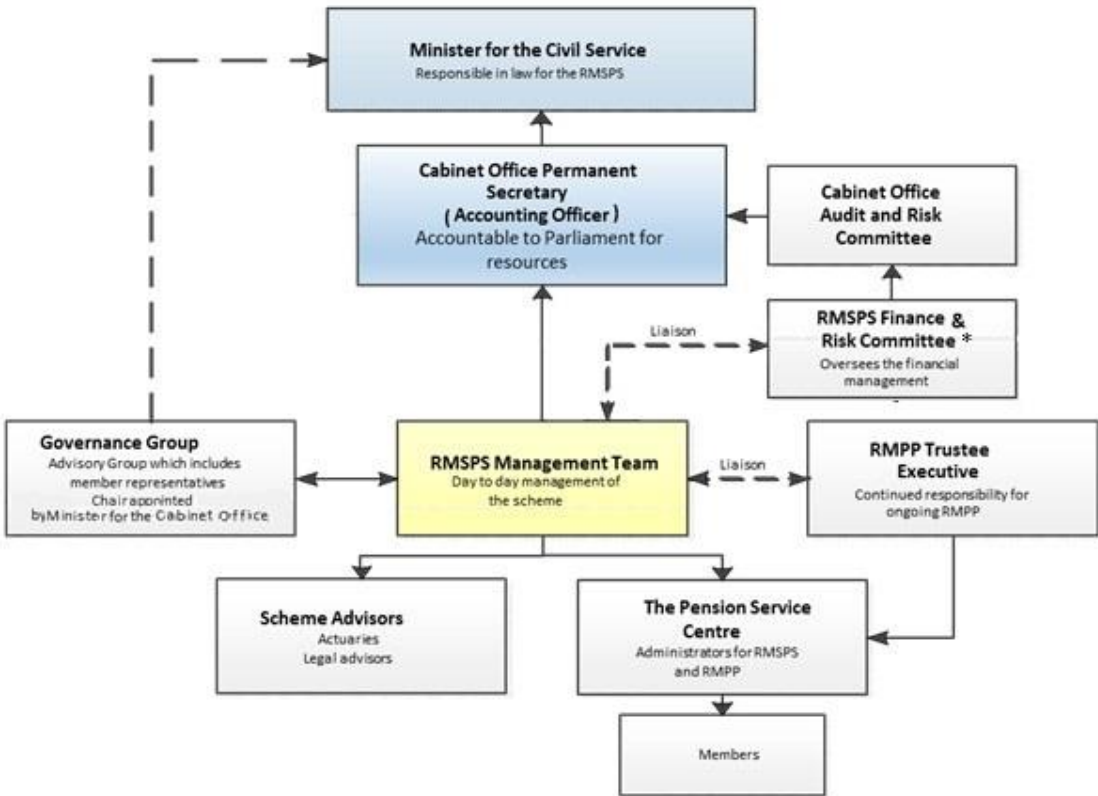 Minister for the Civil Service
Responsible in law for the RMSPS
Cabinet Office Permanent
Secretary
( Accounting Officer )
Accountable to Parliament for
resources
Cabinet Office
Audit and Risk
Committee
RMSPS Finance &
Risk Committee *
Oversees the financial
management
Liaison
Governance Group
Advisory Group which includes
member representatives
Chair appointed
byMinister for the Cabinet Office
RMSPS Management Team
Day to day management of
the scheme
Liaison
RMPP Trustee
Executive
Continued responsibility for
ongoing RMPP
Scheme Advisors
Actuaries
Legal advisors
The Pension Service
Centre
Administrators for RMSPS
and RMPP
Members